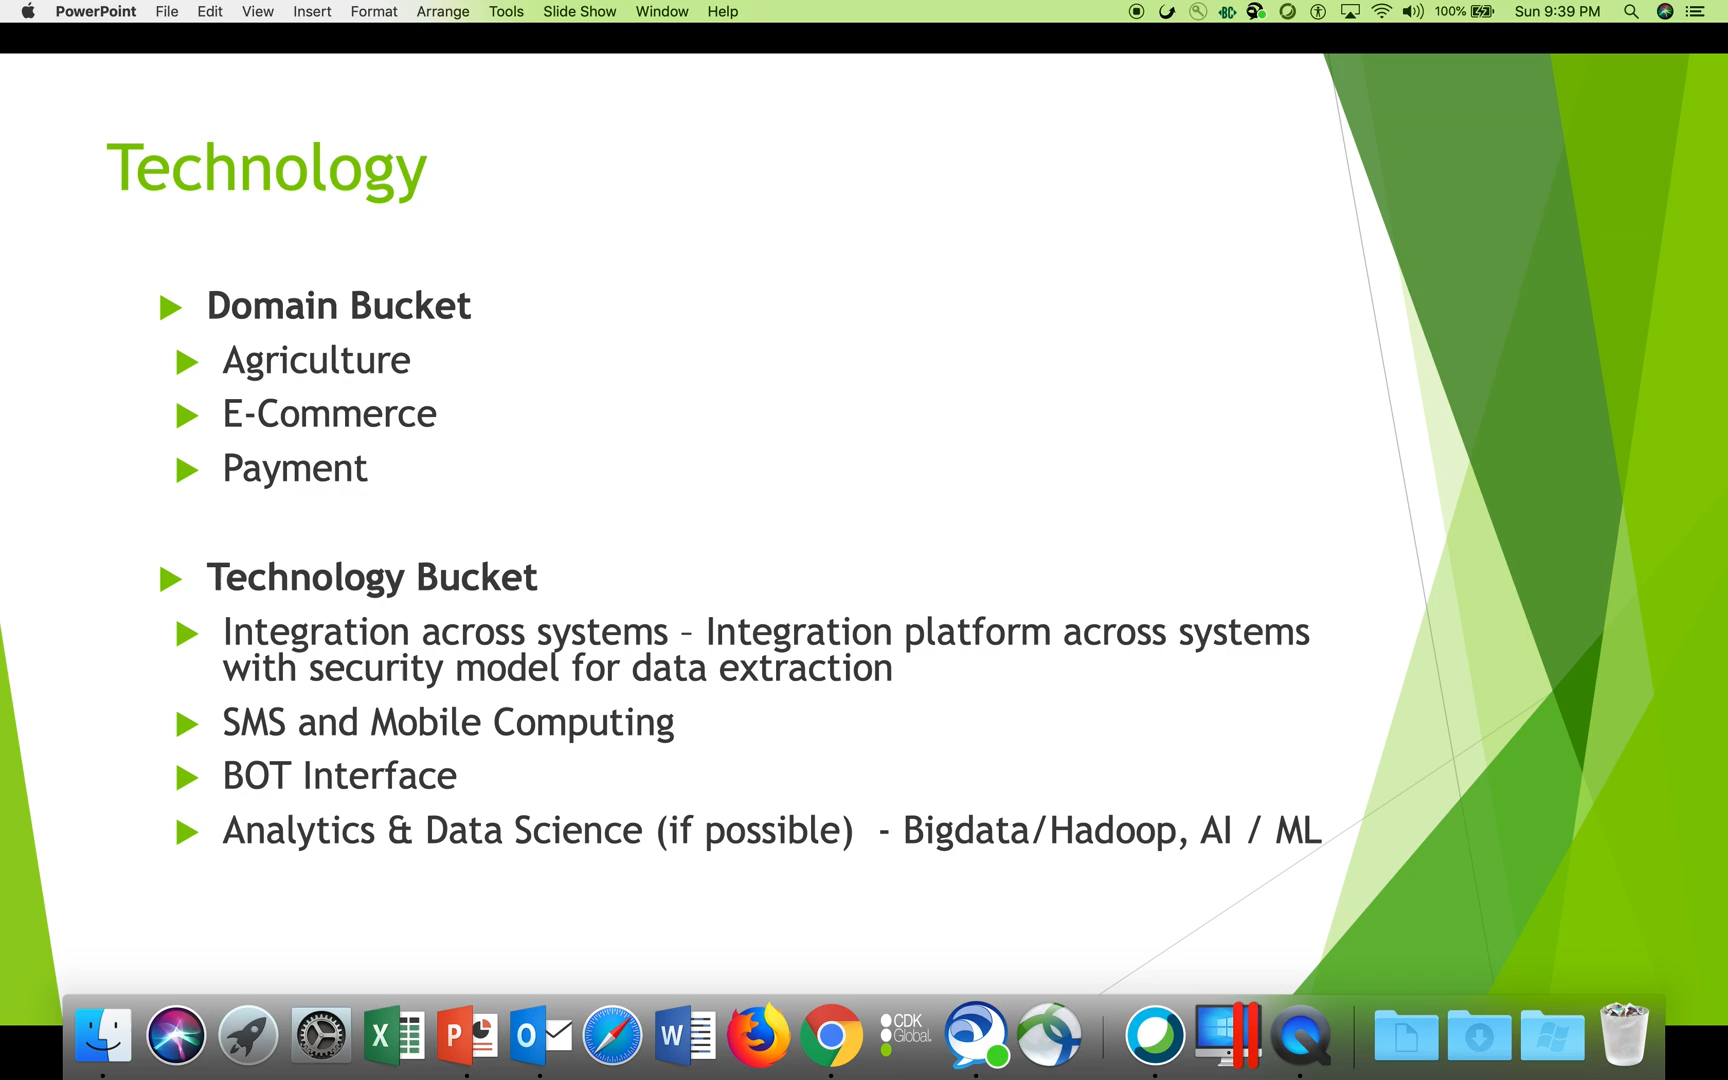 PowerPoint File Edit View Insert Format Arrange Tools Slide Show Window Help BC 100% Sun 9:39 PM
Technology
Domain Bucket
Agriculture
E-Commerce
Payment
Technology Bucket
Integration across systems – Integration platform across systems
with security model for data extraction
SMS and Mobile Computing
BOT Interface
Analytics & Data Science (if possible)  - Bigdata/Hadoop, AI / ML
X P O W CDK
Global.